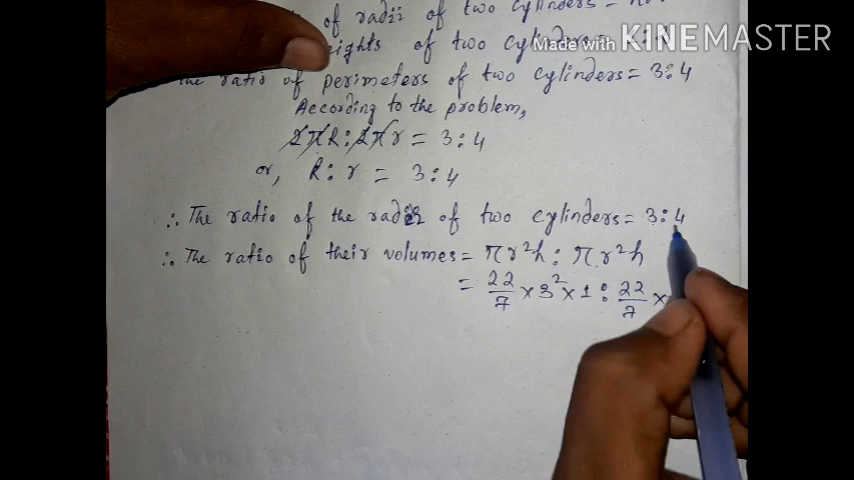 of radii of two cylinders =
heights of two cylinders =
Made with KINEMASTER
the ratio of perimeters of two cylinders = 3:4
According to the problem,
2πR : 2πr = 3:4
or, R : r = 3:4
∴ The ratio of the radii of two cylinders = 3:4
∴ The ratio of their volumes = πr²h : πr²h
= 22/7 × 3² × 1 : 22/7 ×